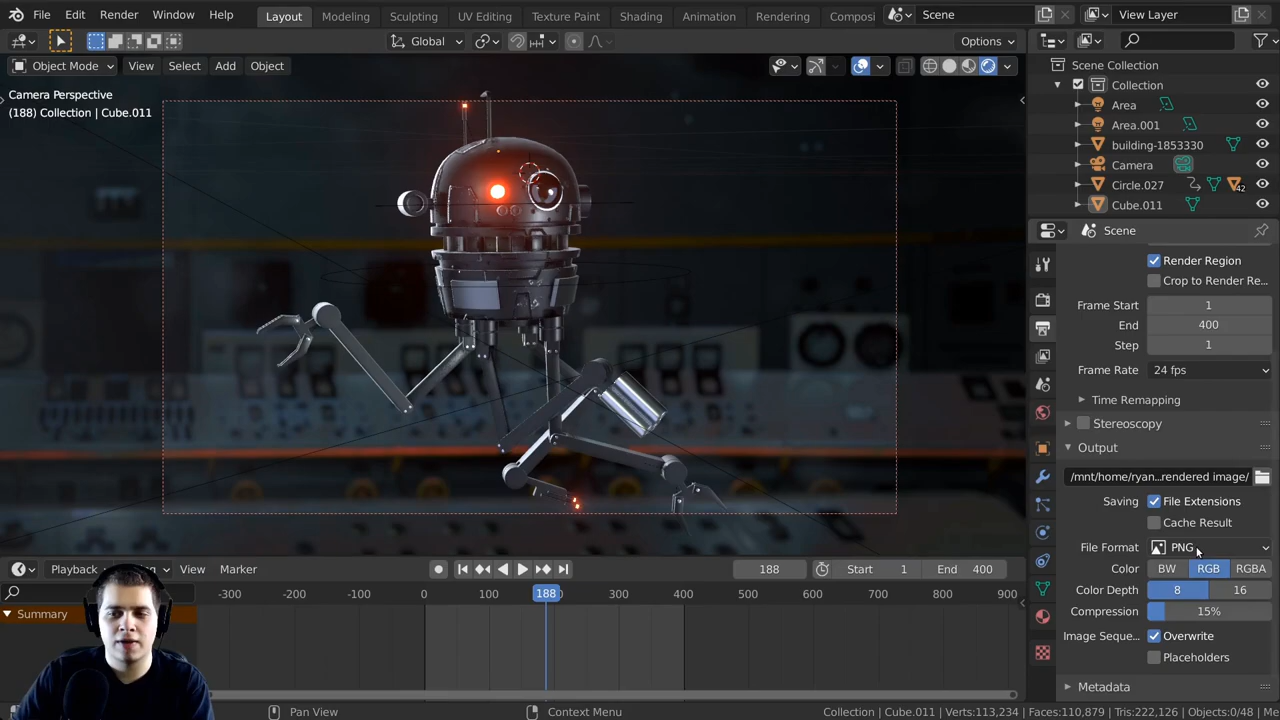 File Edit Render Window Help Layout Modeling Sculpting UV Editing Texture Paint Shading Animation Rendering Composi Scene View Layer
Global Options
Object Mode View Select Add Object
Camera Perspective
(188) Collection | Cube.011
Scene Collection
Collection
Area
Area.001
building-1853330
Camera
Circle.027 42
Cube.011
Scene
Render Region
Crop to Render Re...
Frame Start 1
End 400
Step 1
Frame Rate 24 fps
Time Remapping
Stereoscopy
Output
/mnt/home/ryan...rendered image/
Saving File Extensions
Cache Result
File Format PNG
Color BW RGB RGBA
Color Depth 8 16
Compression 15%
Image Seque... Overwrite
Placeholders
Metadata
Playback View Marker 188 Start 1 End 400
-300 -200 -100 0 100 188 300 400 500 600 700 800 900
Summary
Pan View Context Menu Collection | Cube.011 | Verts:113,234 | Faces:110,879 | Tris:222,126 | Objects:0/48 | Me